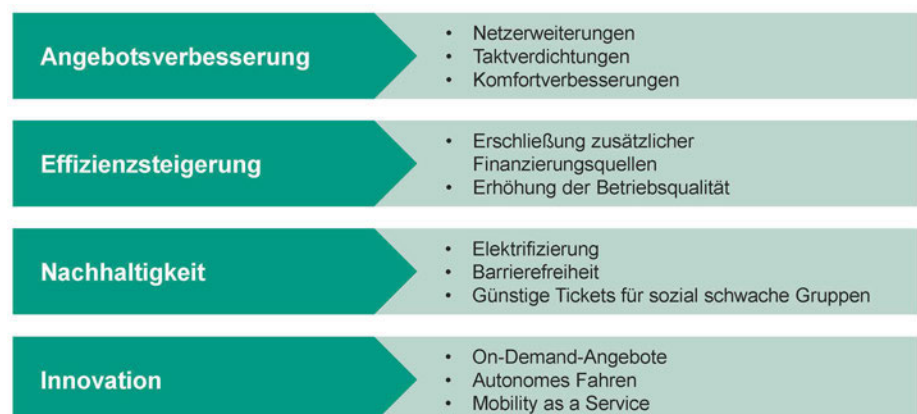 Angebotsverbesserung
• Netzerweiterungen
• Taktverdichtungen
• Komfortverbesserungen
Effizienzsteigerung
• Erschließung zusätzlicher
Finanzierungsquellen
• Erhöhung der Betriebsqualität
Nachhaltigkeit
• Elektrifizierung
• Barrierefreiheit
• Günstige Tickets für sozial schwache Gruppen
Innovation
• On-Demand-Angebote
• Autonomes Fahren
• Mobility as a Service